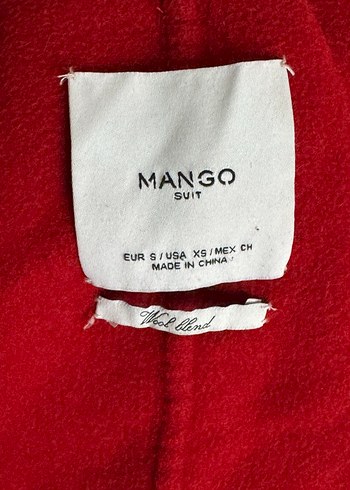 MANGO
SUIT
EUR S / USA XS / MEX CH
MADE IN CHINA
Wool blend